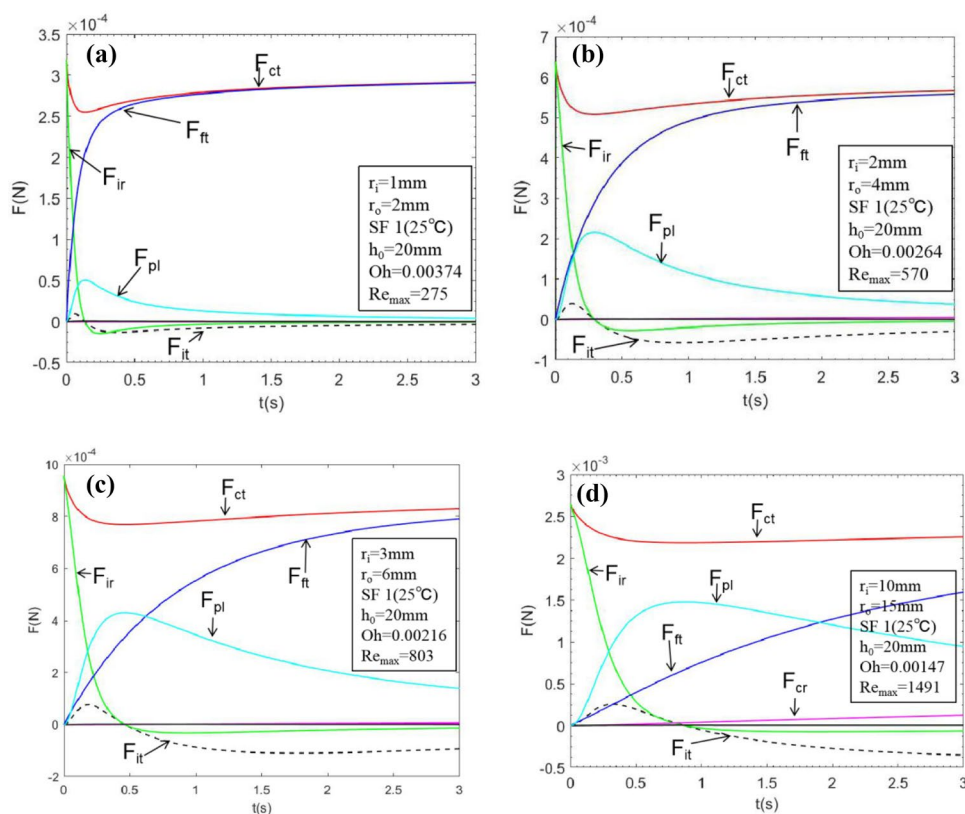 ×10⁻⁴
(a)
3.5
3
2.5
2
1.5
1
0.5
0
-0.5
F(N)
F_ct
F_ft
F_ir
F_pl
F_it
r_i=1mm
r_o=2mm
SF 1(25℃)
h_0=20mm
Oh=0.00374
Re_max=275
0 0.5 1 1.5 2 2.5 3
t(s)
×10⁻⁴
(b)
7
6
5
4
3
2
1
0
-1
F(N)
F_ct
F_ir
F_ft
F_pl
F_it
r_i=2mm
r_o=4mm
SF 1(25℃)
h_0=20mm
Oh=0.00264
Re_max=570
0 0.5 1 1.5 2 2.5 3
t(s)
×10⁻⁴
(c)
10
8
6
4
2
0
-2
F(N)
F_ct
F_ir
F_ft
F_pl
F_it
r_i=3mm
r_o=6mm
SF 1(25℃)
h_0=20mm
Oh=0.00216
Re_max=803
0 0.5 1 1.5 2 2.5 3
t(s)
×10⁻³
(d)
3
2.5
2
1.5
1
0.5
0
-0.5
F(N)
F_ct
F_ir
F_pl
F_ft
F_cr
F_it
r_i=10mm
r_o=15mm
SF 1(25℃)
h_0=20mm
Oh=0.00147
Re_max=1491
0 0.5 1 1.5 2 2.5 3
t(s)